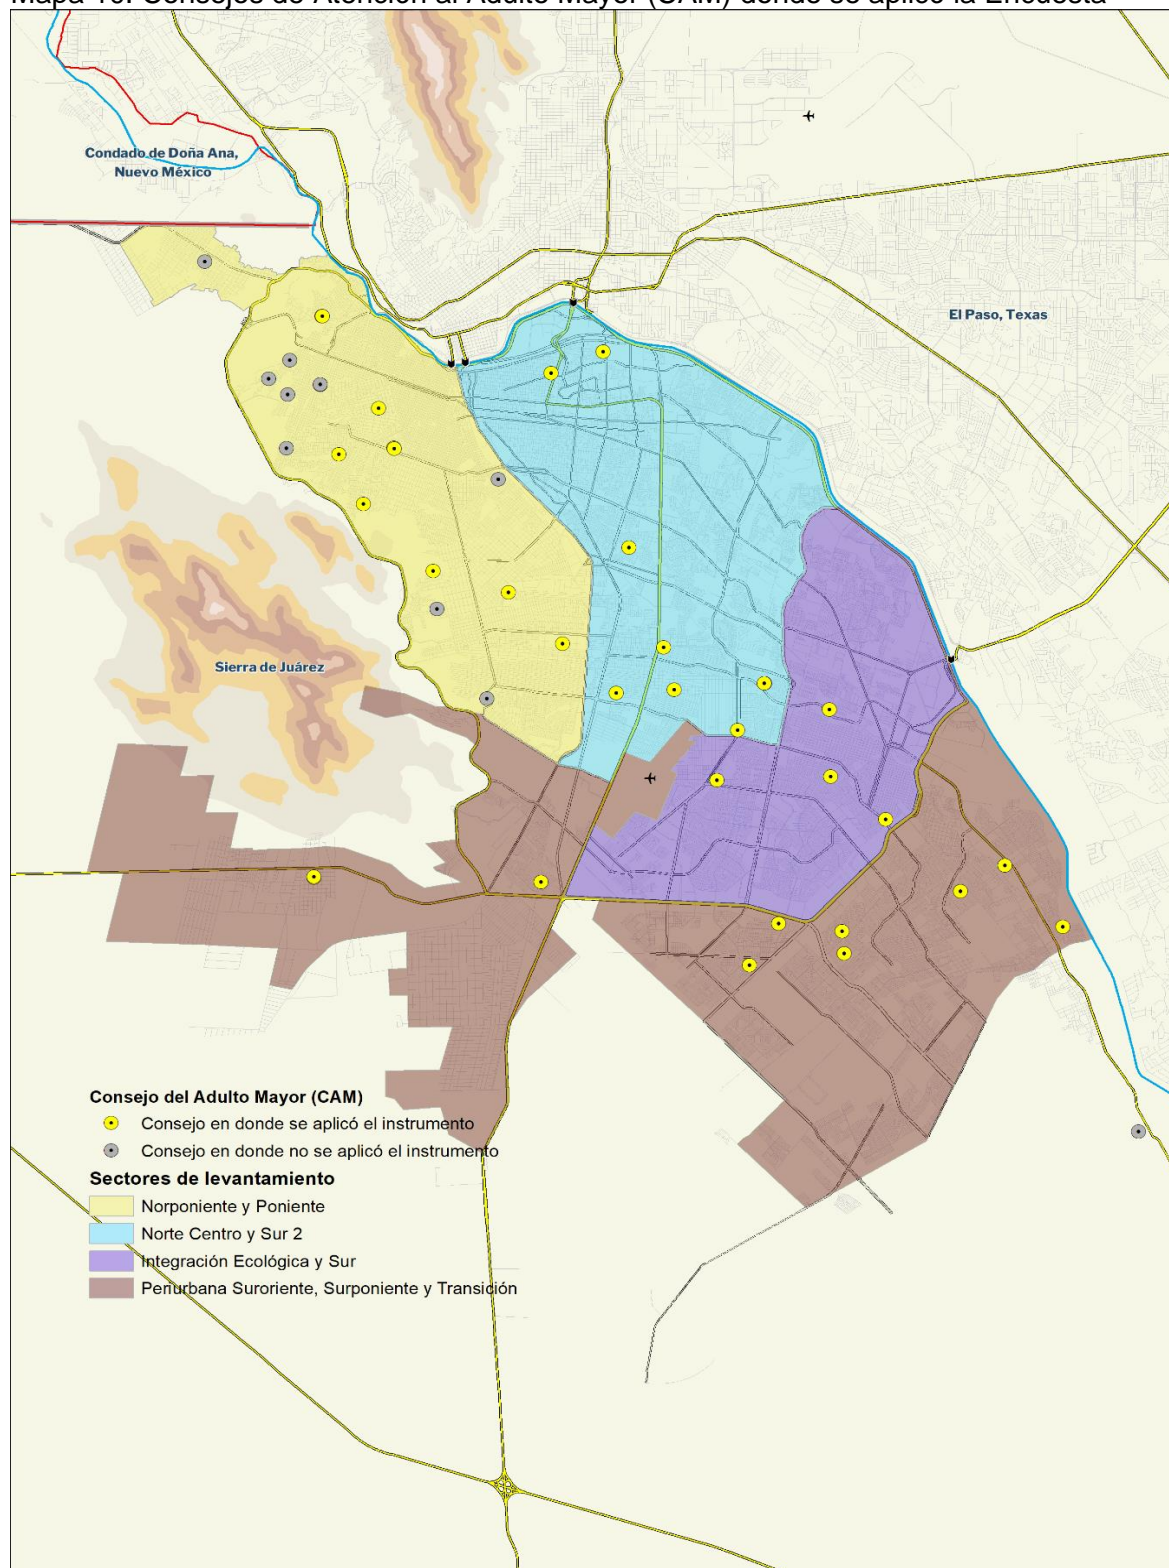 Mapa 10. Consejos de Atención al Adulto Mayor (CAM) donde se aplicó la Encuesta
Condado de Doña Ana,
Nuevo México
El Paso, Texas
Sierra de Juárez
Consejo del Adulto Mayor (CAM)
Consejo en donde se aplicó el instrumento
Consejo en donde no se aplicó el instrumento
Sectores de levantamiento
Norponiente y Poniente
Norte Centro y Sur 2
Integración Ecológica y Sur
Periurbana Suroriente, Surponiente y Transición